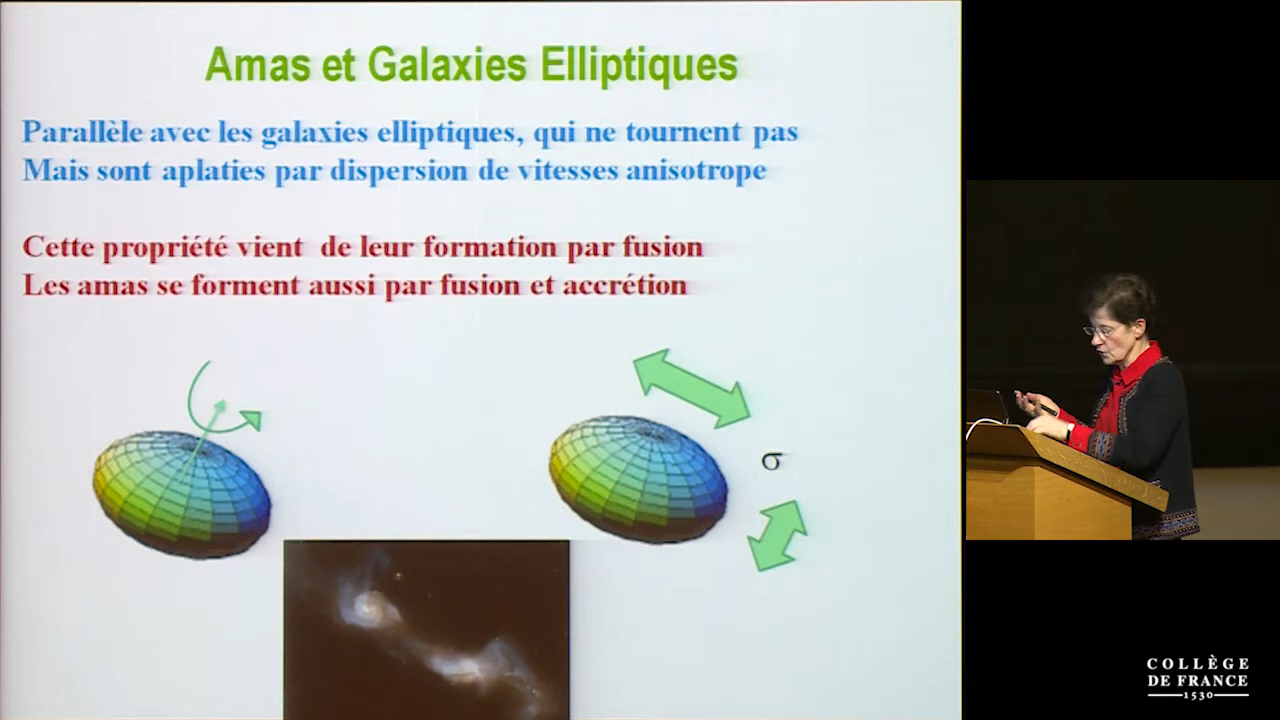 Amas et Galaxies Elliptiques
Parallèle avec les galaxies elliptiques, qui ne tournent pas
Mais sont aplaties par dispersion de vitesses anisotrope
Cette propriété vient de leur formation par fusion
Les amas se forment aussi par fusion et accrétion
σ
COLLÈGE
DE FRANCE
1530